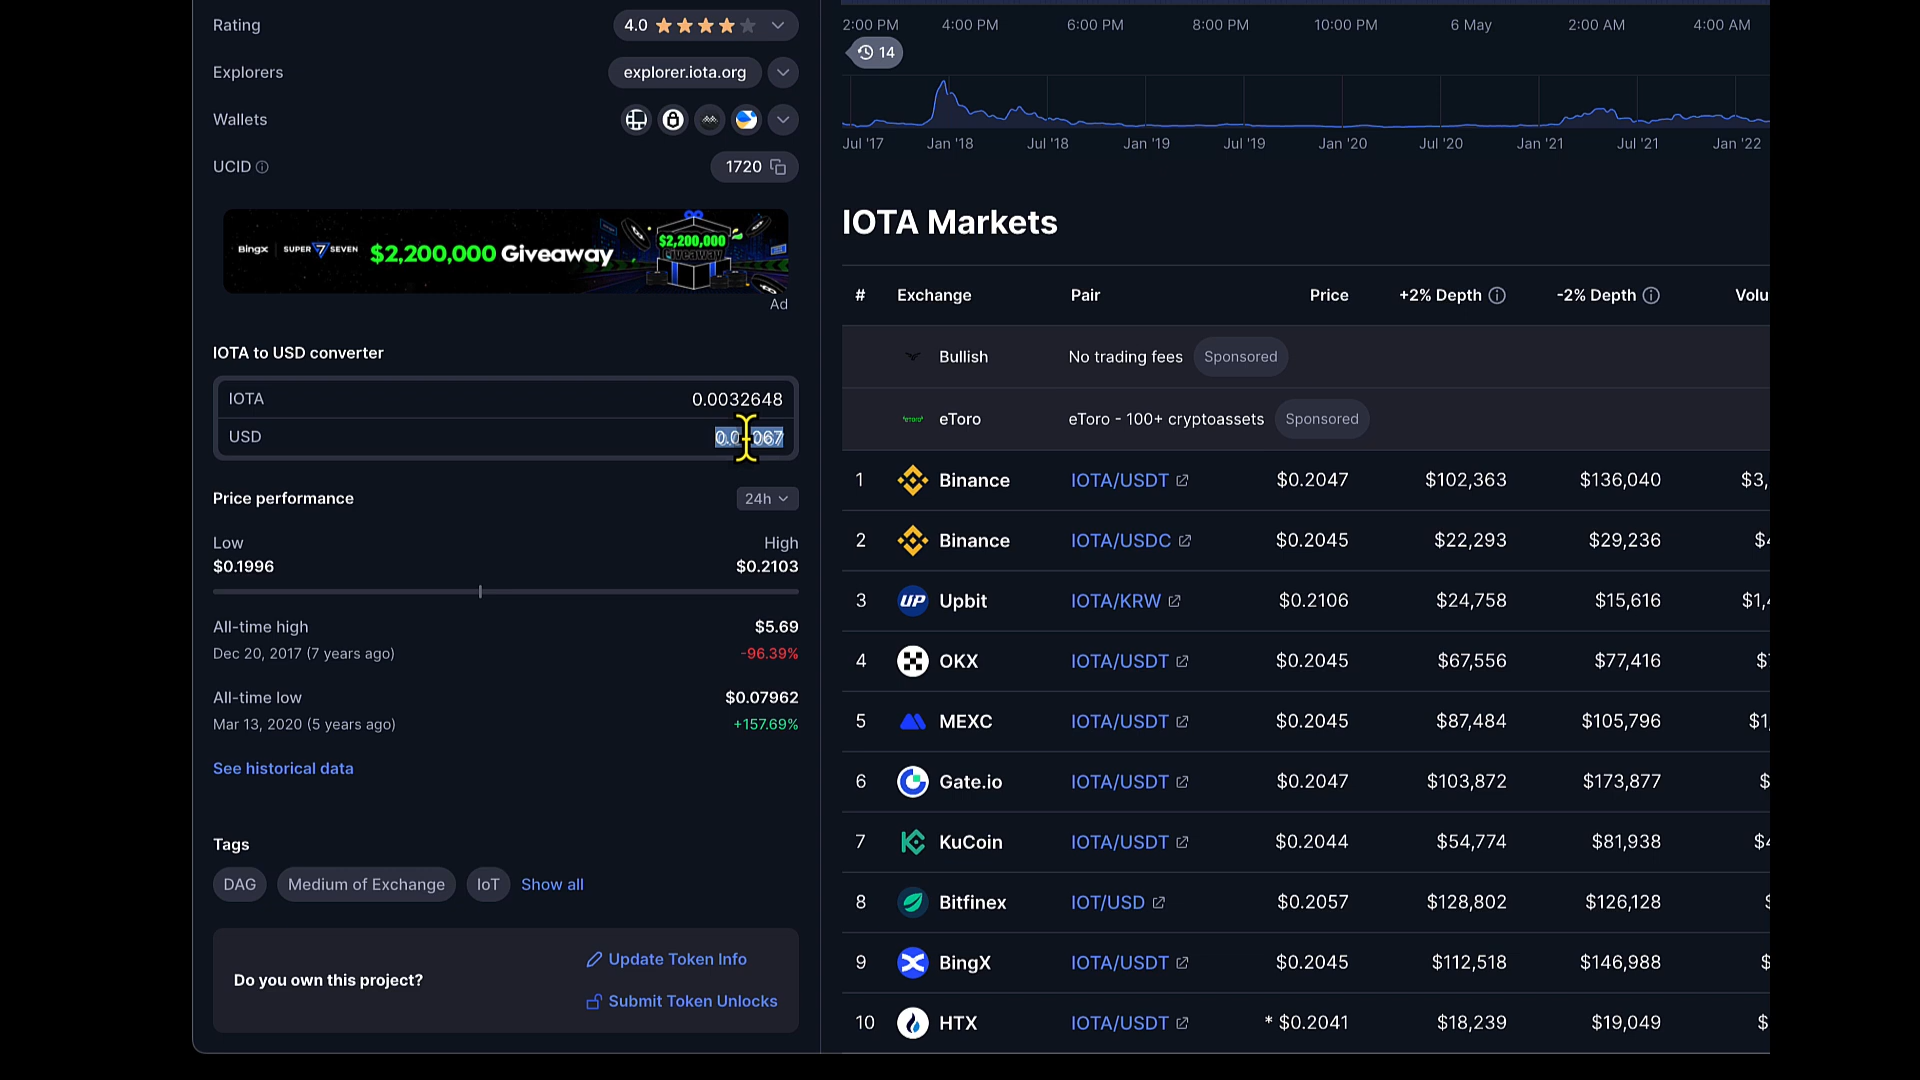 Rating
4.0
Explorers
explorer.iota.org
Wallets
UCID
1720
BingX SUPER 7 SEVEN $2,200,000 Giveaway
$2,200,000
Giveaway
Ad
IOTA to USD converter
IOTA 0.0032648
USD
Price performance
24h
Low High
$0.1996 $0.2103
All-time high $5.69
Dec 20, 2017 (7 years ago) -96.39%
All-time low $0.07962
Mar 13, 2020 (5 years ago) +157.69%
See historical data
Tags
DAG Medium of Exchange IoT Show all
Do you own this project?
Update Token Info
Submit Token Unlocks
2:00 PM 4:00 PM 6:00 PM 8:00 PM 10:00 PM 6 May 2:00 AM 4:00 AM
14
Jul '17 Jan '18 Jul '18 Jan '19 Jul '19 Jan '20 Jul '20 Jan '21 Jul '21 Jan '22
IOTA Markets
# Exchange Pair Price +2% Depth -2% Depth Volu
Bullish No trading fees Sponsored
eToro eToro - 100+ cryptoassets Sponsored
1 Binance IOTA/USDT $0.2047 $102,363 $136,040 $3,
2 Binance IOTA/USDC $0.2045 $22,293 $29,236 $4
3 UP Upbit IOTA/KRW $0.2106 $24,758 $15,616 $1,
4 OKX IOTA/USDT $0.2045 $67,556 $77,416 $
5 MEXC IOTA/USDT $0.2045 $87,484 $105,796 $1,
6 Gate.io IOTA/USDT $0.2047 $103,872 $173,877 $
7 KuCoin IOTA/USDT $0.2044 $54,774 $81,938 $4
8 Bitfinex IOT/USD $0.2057 $128,802 $126,128 $
9 BingX IOTA/USDT $0.2045 $112,518 $146,988 $
10 HTX IOTA/USDT * $0.2041 $18,239 $19,049 $